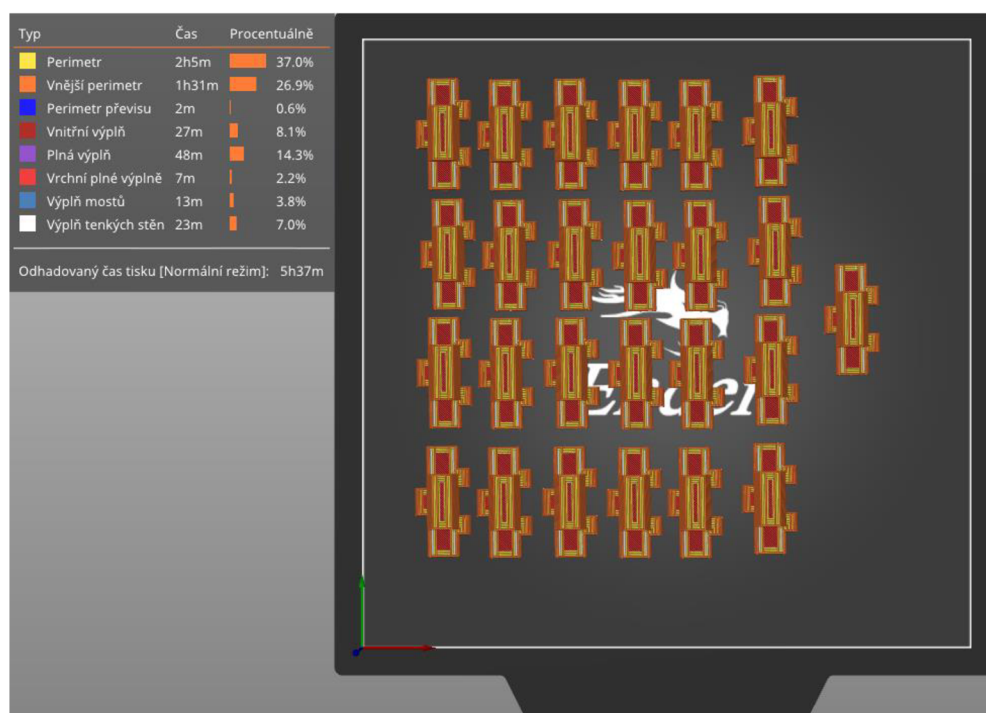 Typ Čas Procentuálně
Perimetr 2h5m 37.0%
Vnější perimetr 1h31m 26.9%
Perimetr převisu 2m 0.6%
Vnitřní výplň 27m 8.1%
Plná výplň 48m 14.3%
Vrchní plné výplně 7m 2.2%
Výplň mostů 13m 3.8%
Výplň tenkých stěn 23m 7.0%
Odhadovaný čas tisku [Normální režim]: 5h37m